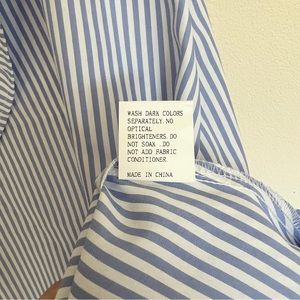 WASH DARK COLORS
SEPARATELY.NO
OPTICAL
BRIGHTENERS.DO
NOT SOAK .DO
NOT ADD FABRIC
CONDITIONER.
MADE IN CHINA